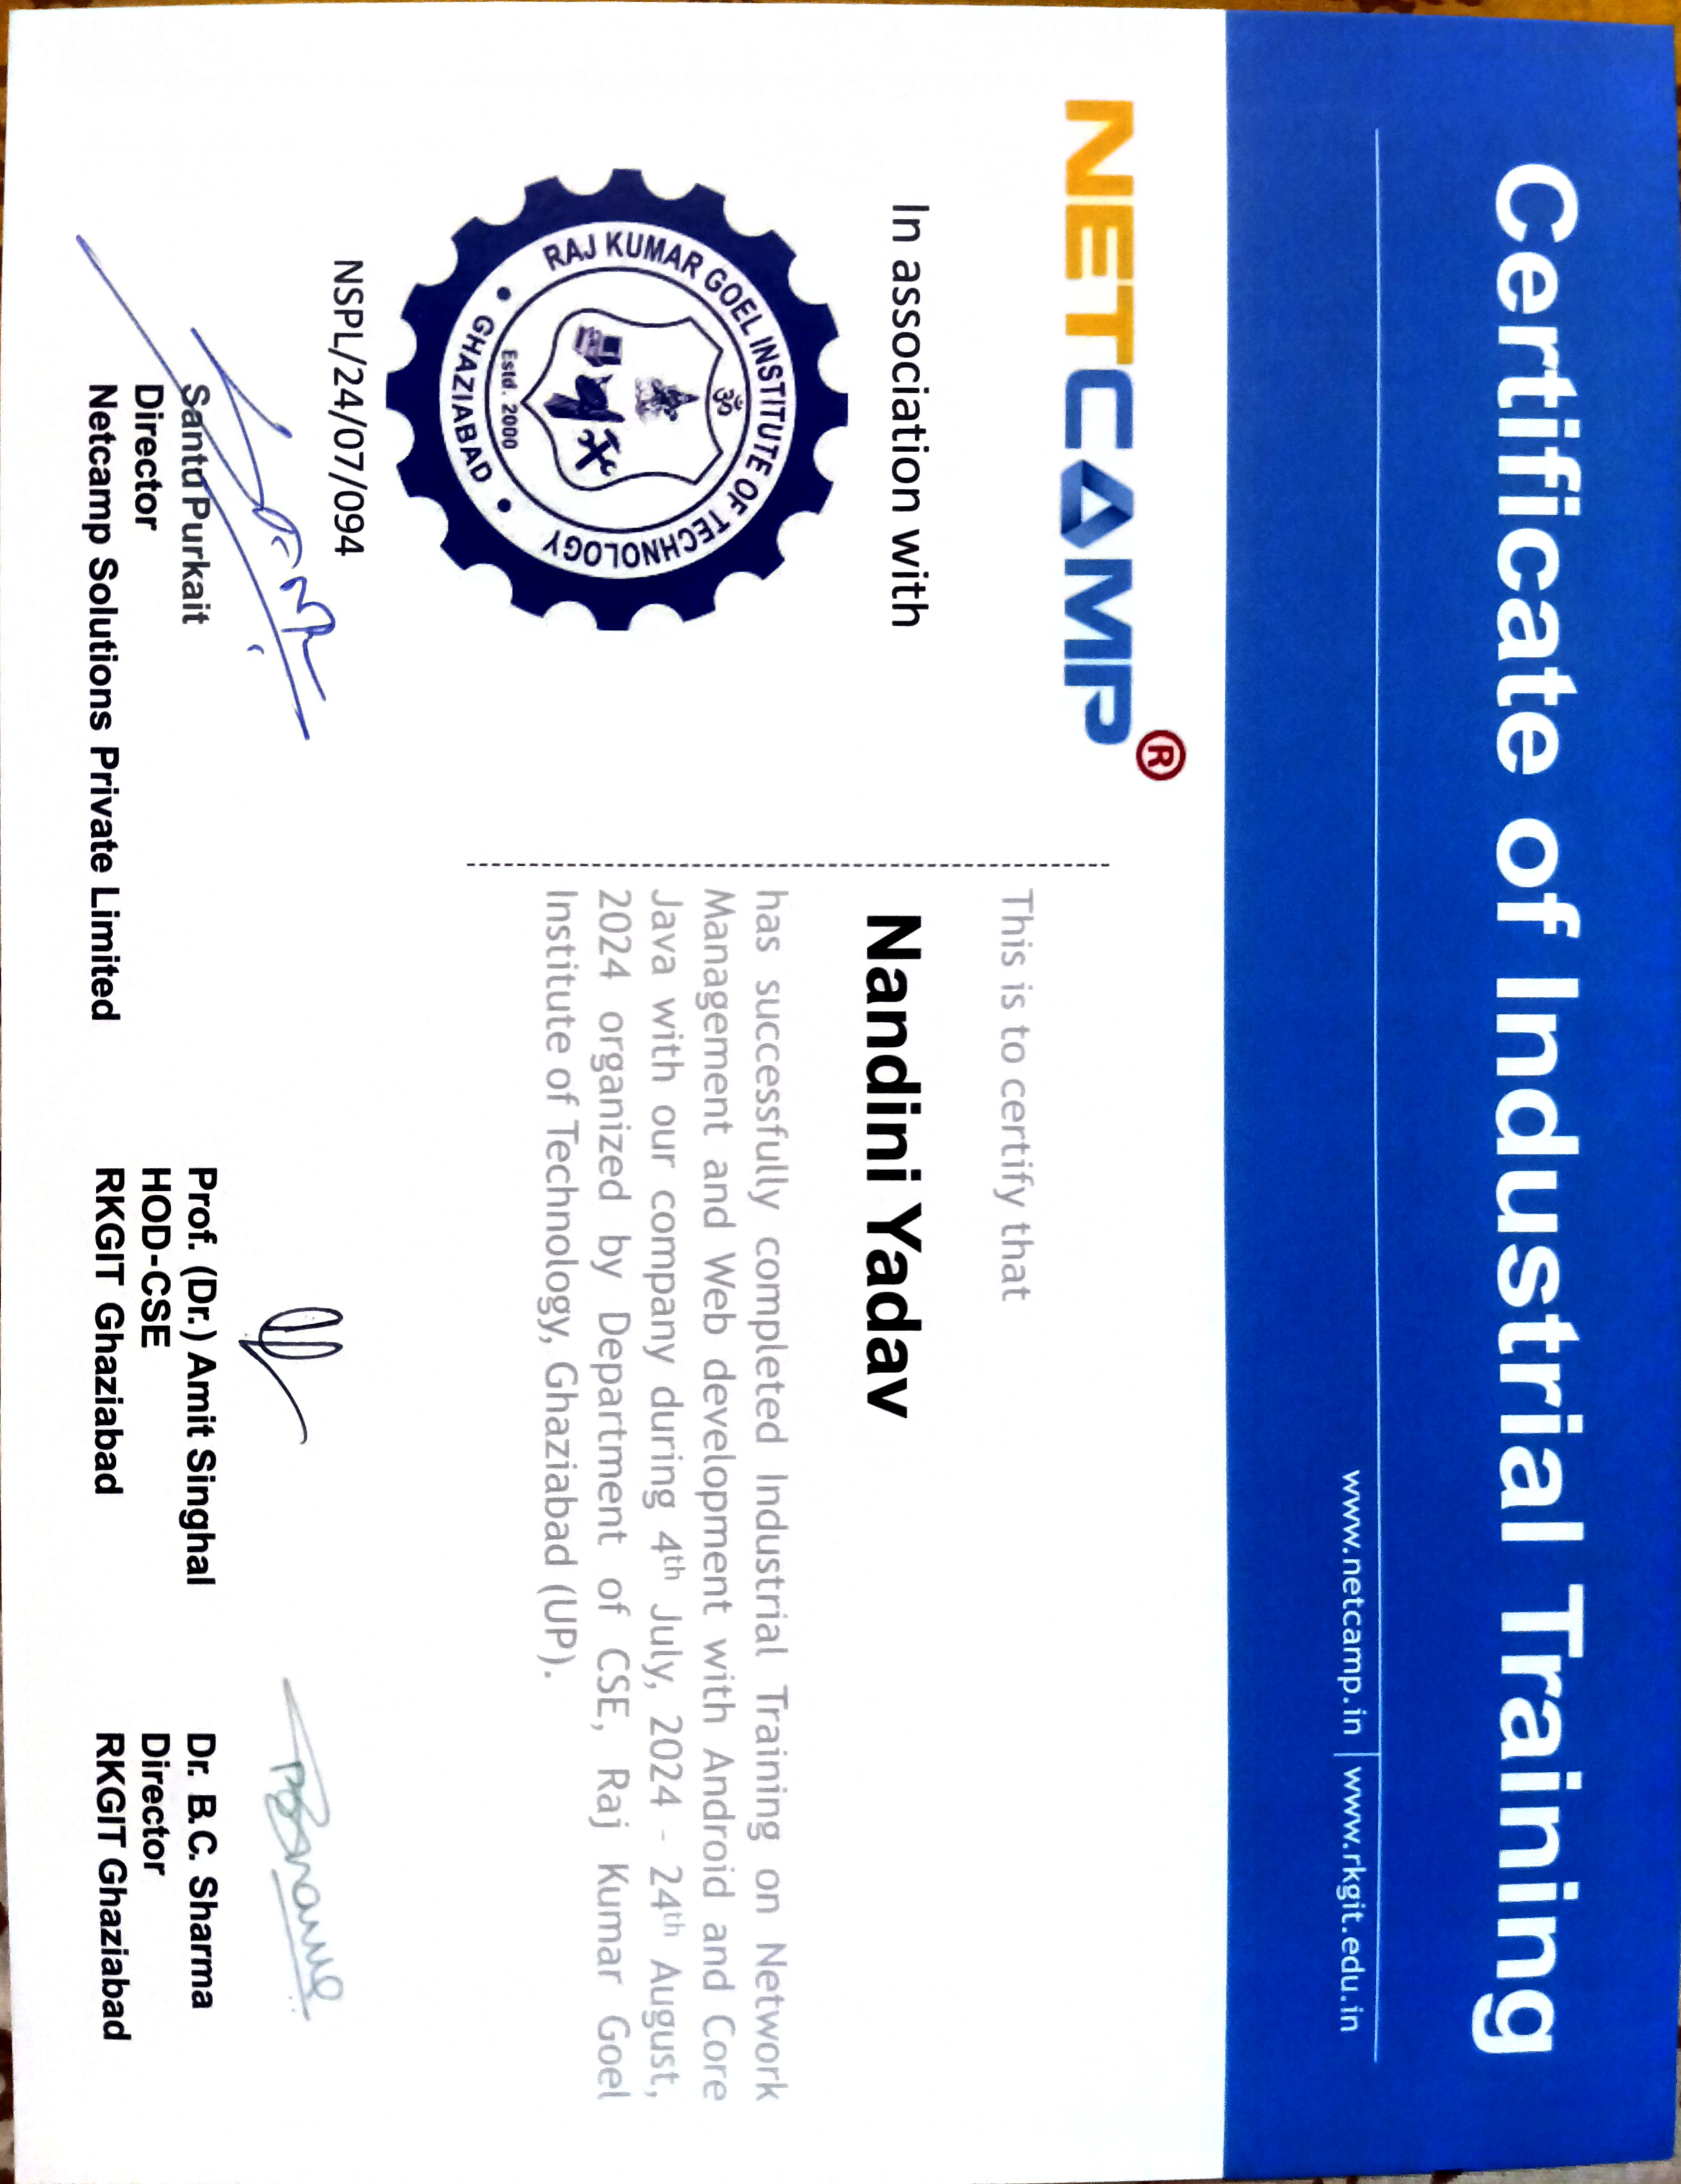 Certificate of Industrial Training
www.netcamp.in | www.rkgit.edu.in
NETCAMP®
In association with
RAJ KUMAR GOEL INSTITUTE OF TECHNOLOGY
ॐ
Estd. 2000
• GHAZIABAD •
NSPL/24/07/094
This is to certify that
Nandini Yadav
has successfully completed Industrial Training on Network
Management and Web development with Android and Core
Java with our company during 4th July, 2024 - 24th August,
2024 organized by Department of CSE, Raj Kumar Goel
Institute of Technology, Ghaziabad (UP).
Santu Purkait
Director
Netcamp Solutions Private Limited
Prof. (Dr.) Amit Singhal
HOD-CSE
RKGIT Ghaziabad
Dr. B.C. Sharma
Director
RKGIT Ghaziabad